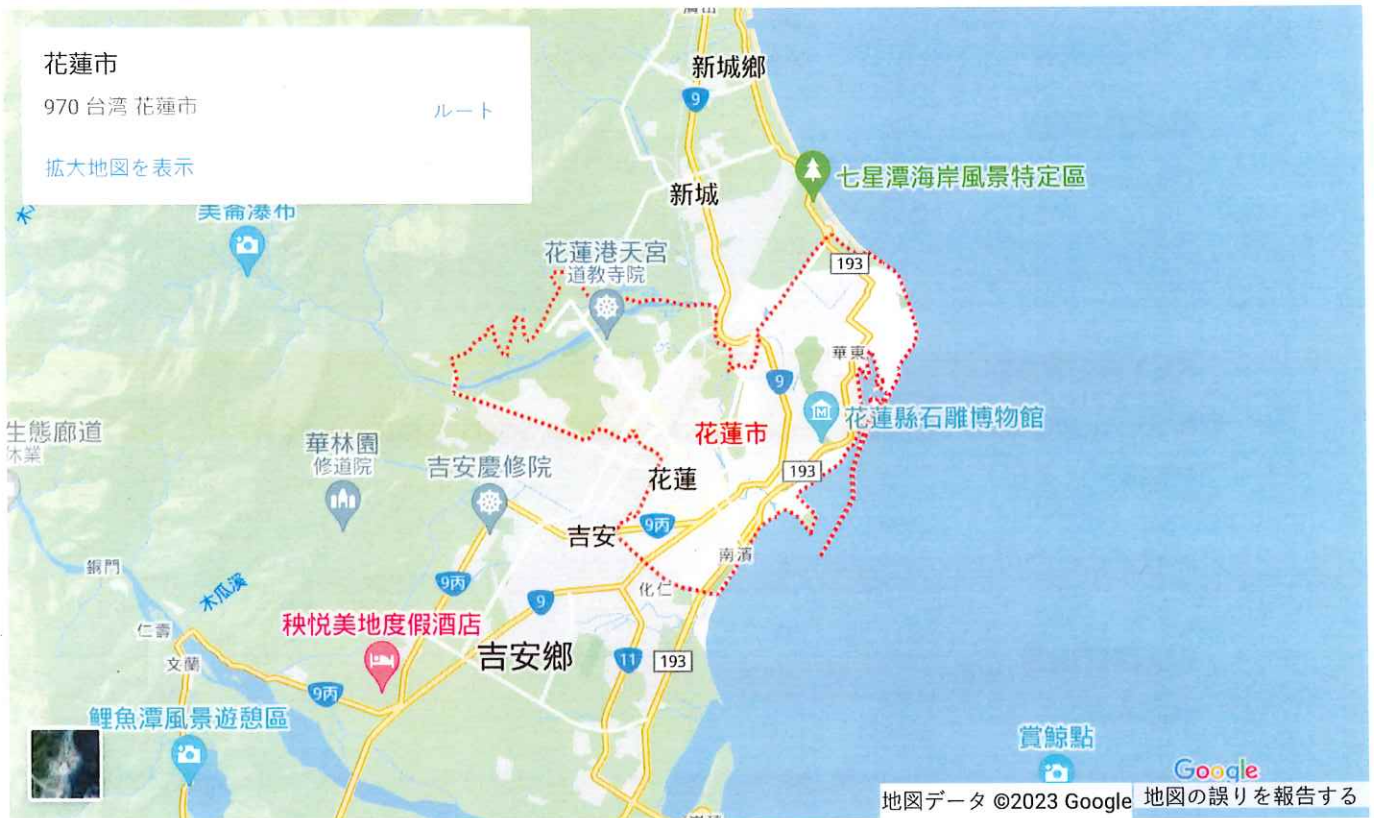 花蓮市
970 台湾 花蓮市
ルート
拡大地図を表示
新城鄉
9
七星潭海岸風景特定區
新城
美崙瀑布
花蓮港天宮
道教寺院
193
華東
9
花蓮縣石雕博物館
花蓮市
生態廊道
休業
華林園
修道院
吉安慶修院
花蓮
193
9丙
吉安
南濱
銅門
木瓜溪
9丙
化仁
9
仁壽
秧悦美地度假酒店
文蘭
吉安鄉
11
193
9丙
鯉魚潭風景遊憩區
賞鯨點
Google
地図データ ©2023 Google
地図の誤りを報告する